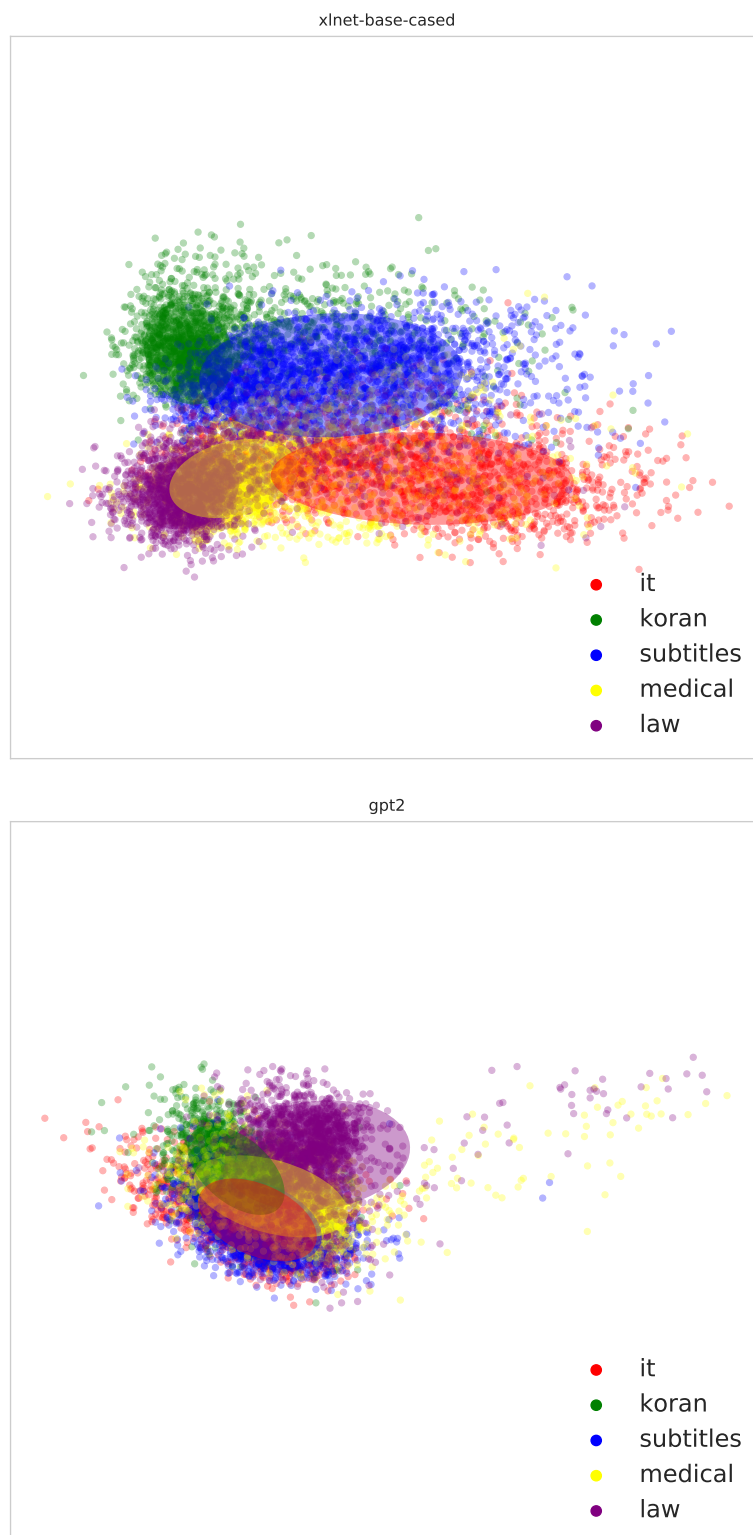 xlnet-base-cased
it
koran
subtitles
medical
law
gpt2
it
koran
subtitles
medical
law